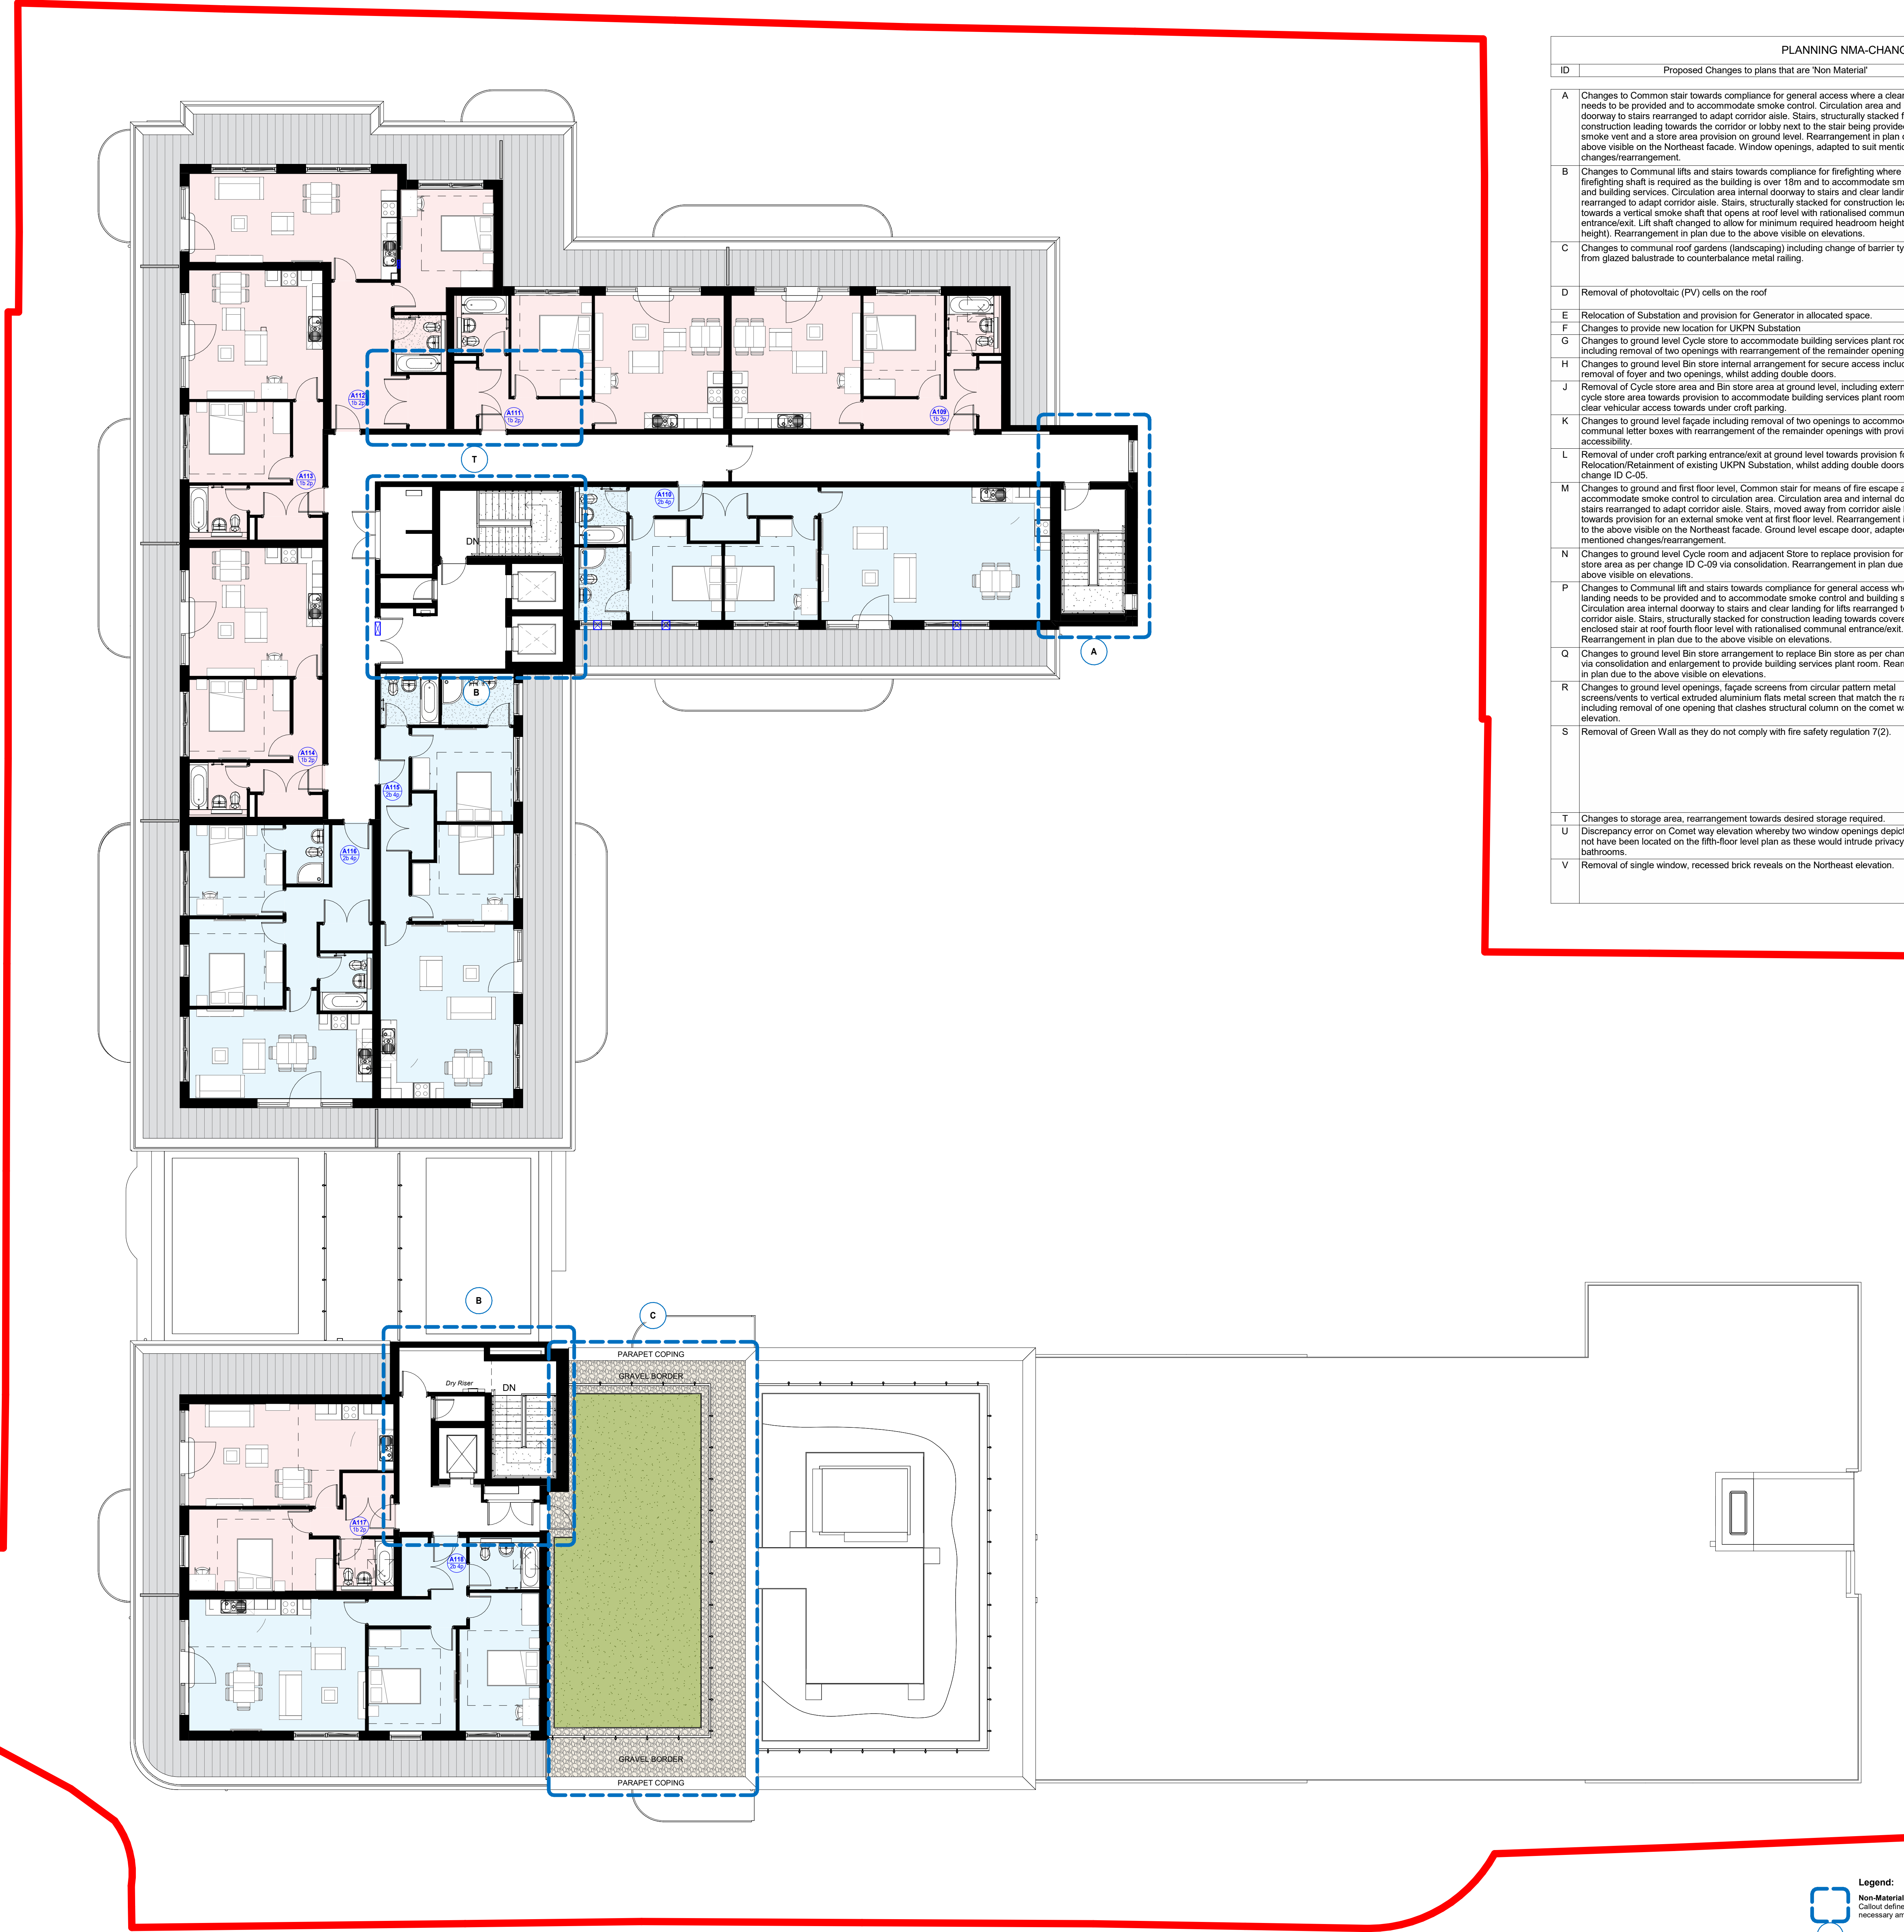 PLANNING NMA-CHANG
ID Proposed Changes to plans that are 'Non Material'
A Changes to Common stair towards compliance for general access where a clear
needs to be provided and to accommodate smoke control. Circulation area and
doorway to stairs rearranged to adapt corridor aisle. Stairs, structurally stacked f
construction leading towards the corridor or lobby next to the stair being provided
smoke vent and a store area provision on ground level. Rearrangement in plan
above visible on the Northeast facade. Window openings, adapted to suit mentio
changes/rearrangement.
B Changes to Communal lifts and stairs towards compliance for firefighting where
firefighting shaft is required as the building is over 18m and to accommodate sm
and building services. Circulation area internal doorway to stairs and clear landin
rearranged to adapt corridor aisle. Stairs, structurally stacked for construction lea
towards a vertical smoke shaft that opens at roof level with rationalised commun
entrance/exit. Lift shaft changed to allow for minimum required headroom height
height). Rearrangement in plan due to the above visible on elevations.
C Changes to communal roof gardens (landscaping) including change of barrier ty
from glazed balustrade to counterbalance metal railing.
D Removal of photovoltaic (PV) cells on the roof
E Relocation of Substation and provision for Generator in allocated space.
F Changes to provide new location for UKPN Substation
G Changes to ground level Cycle store to accommodate building services plant roo
including removal of two openings with rearrangement of the remainder opening
H Changes to ground level Bin store internal arrangement for secure access includ
removal of foyer and two openings, whilst adding double doors.
J Removal of Cycle store area and Bin store area at ground level, including extern
cycle store area towards provision to accommodate building services plant room
clear vehicular access towards under croft parking.
K Changes to ground level façade including removal of two openings to accommod
communal letter boxes with rearrangement of the remainder openings with provi
accessibility.
L Removal of under croft parking entrance/exit at ground level towards provision fo
Relocation/Retainment of existing UKPN Substation, whilst adding double doors
change ID C-05.
M Changes to ground and first floor level, Common stair for means of fire escape a
accommodate smoke control to circulation area. Circulation area and internal do
stairs rearranged to adapt corridor aisle. Stairs, moved away from corridor aisle
towards provision for an external smoke vent at first floor level. Rearrangement i
to the above visible on the Northeast facade. Ground level escape door, adapted
mentioned changes/rearrangement.
N Changes to ground level Cycle room and adjacent Store to replace provision for
store area as per change ID C-09 via consolidation. Rearrangement in plan due
above visible on elevations.
P Changes to Communal lift and stairs towards compliance for general access whe
landing needs to be provided and to accommodate smoke control and building s
Circulation area internal doorway to stairs and clear landing for lifts rearranged to
corridor aisle. Stairs, structurally stacked for construction leading towards covere
enclosed stair at roof fourth floor level with rationalised communal entrance/exit.
Rearrangement in plan due to the above visible on elevations.
Q Changes to ground level Bin store arrangement to replace Bin store as per chan
via consolidation and enlargement to provide building services plant room. Rearr
in plan due to the above visible on elevations.
R Changes to ground level openings, façade screens from circular pattern metal
screens/vents to vertical extruded aluminium flats metal screen that match the ra
including removal of one opening that clashes structural column on the comet wa
elevation.
S Removal of Green Wall as they do not comply with fire safety regulation 7(2).
T Changes to storage area, rearrangement towards desired storage required.
U Discrepancy error on Comet way elevation whereby two window openings depict
not have been located on the fifth-floor level plan as these would intrude privacy
bathrooms.
V Removal of single window, recessed brick reveals on the Northeast elevation.
A112
1b 2p
A111
1b 2p
A109
1b 2p
T
A113
1b 2p
A110
2b 4p
DN
A
B
A114
1b 2p
A115
2b 4p
A116
2b 4p
B
C
PARAPET COPING
GRAVEL BORDER
Dry Riser
DN
A117
1b 2p
A118
2b 4p
GRAVEL BORDER
PARAPET COPING
Legend:
Non-Material
Callout define
necessary am